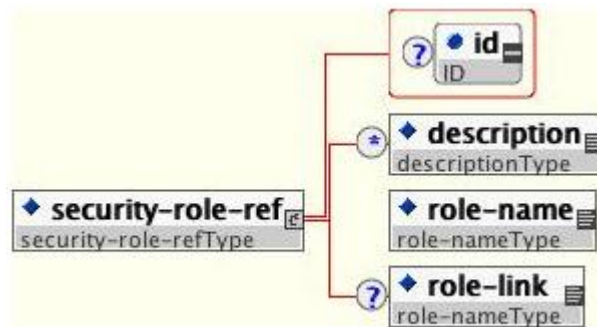 ? id
ID
* description
descriptionType
security-role-ref
security-role-refType
role-name
role-nameType
? role-link
role-nameType